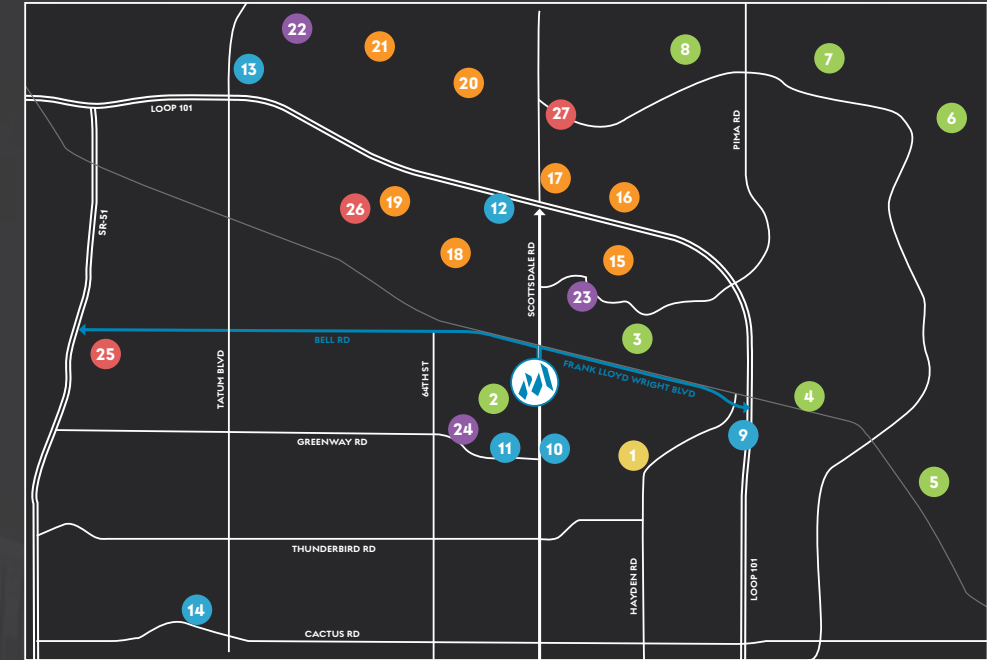 22
21
8
7
13
20
LOOP 101
27
6
PIMA RD
17
26
19
12
16
SR-51
18
SCOTTSDALE RD
15
23
BELL RD
3
25
TATUM BLVD
64TH ST
FRANK LLOYD WRIGHT BLVD
2
4
24
GREENWAY RD
11
10
1
9
5
THUNDERBIRD RD
HAYDEN RD
LOOP 101
14
CACTUS RD